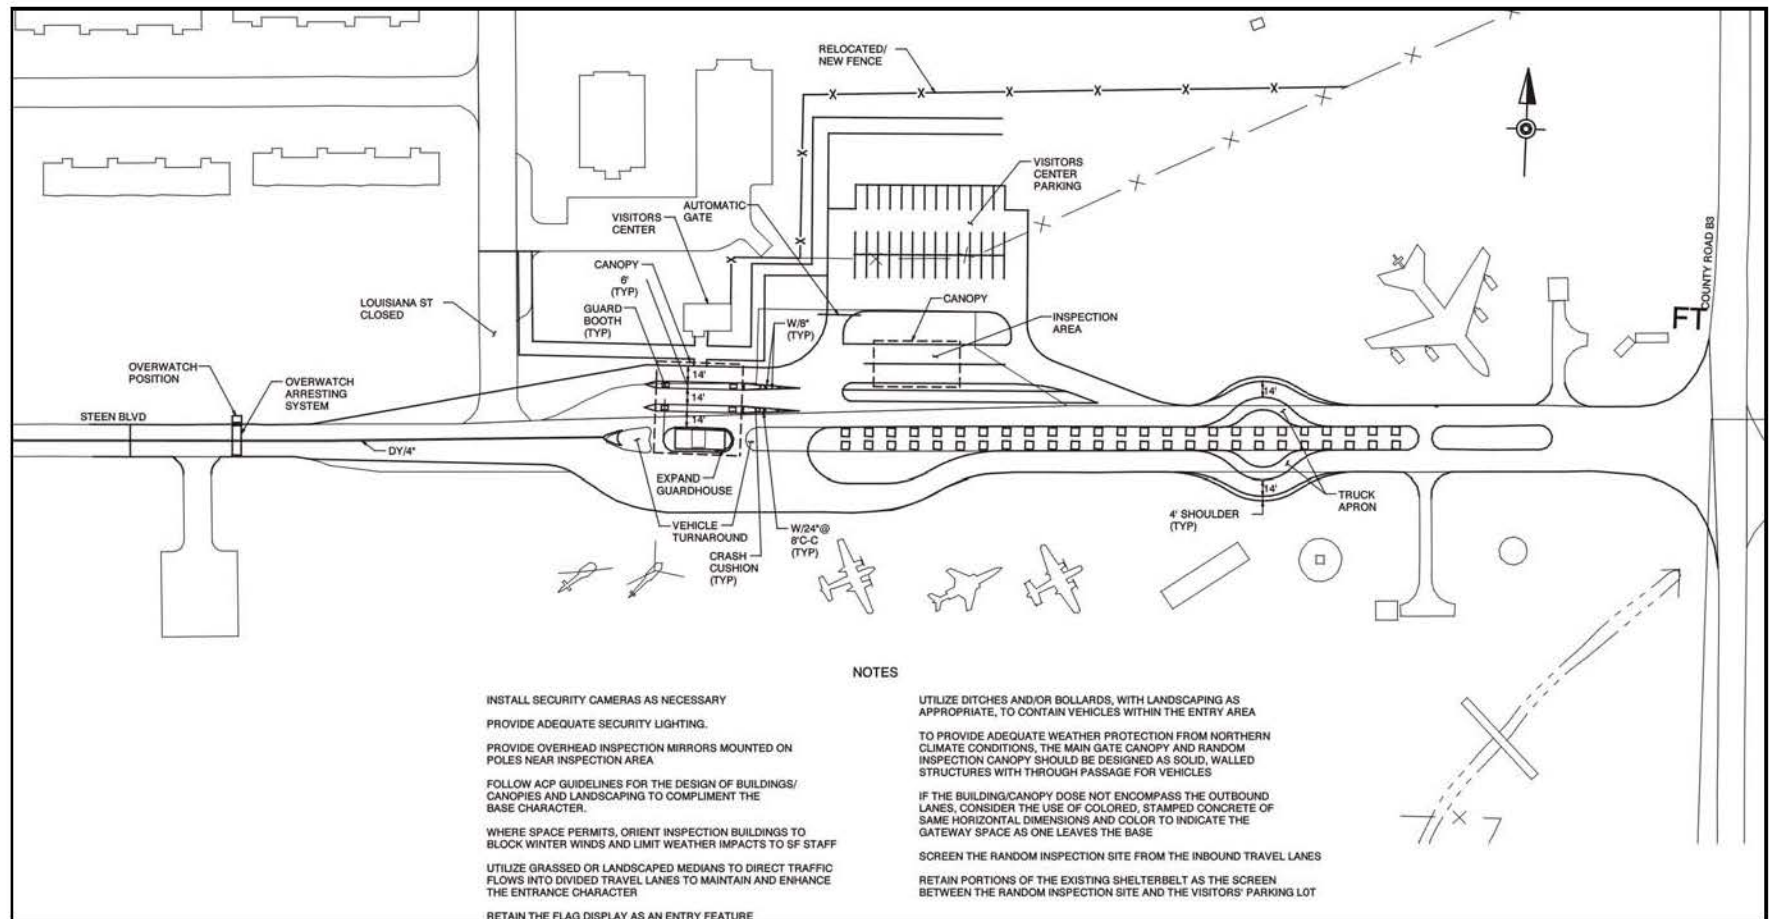 RELOCATED/
NEW FENCE
VISITORS
CENTER
PARKING
AUTOMATIC
GATE
VISITORS
CENTER
COUNTY ROAD B3
FT
CANOPY
6'
(TYP)
GUARD
BOOTH
(TYP)
CANOPY
LOUISIANA ST
CLOSED
W/8"
(TYP)
INSPECTION
AREA
OVERWATCH
POSITION
OVERWATCH
ARRESTING
SYSTEM
14'
14'
14'
14'
STEEN BLVD
DY/4"
EXPAND
GUARDHOUSE
14'
TRUCK
APRON
4' SHOULDER
(TYP)
VEHICLE
TURNAROUND
W/24"@
8'C-C
(TYP)
CRASH
CUSHION
(TYP)
NOTES
INSTALL SECURITY CAMERAS AS NECESSARY
PROVIDE ADEQUATE SECURITY LIGHTING.
PROVIDE OVERHEAD INSPECTION MIRRORS MOUNTED ON
POLES NEAR INSPECTION AREA
FOLLOW ACP GUIDELINES FOR THE DESIGN OF BUILDINGS/
CANOPIES AND LANDSCAPING TO COMPLIMENT THE
BASE CHARACTER.
WHERE SPACE PERMITS, ORIENT INSPECTION BUILDINGS TO
BLOCK WINTER WINDS AND LIMIT WEATHER IMPACTS TO SF STAFF
UTILIZE GRASSED OR LANDSCAPED MEDIANS TO DIRECT TRAFFIC
FLOWS INTO DIVIDED TRAVEL LANES TO MAINTAIN AND ENHANCE
THE ENTRANCE CHARACTER
RETAIN THE FLAG DISPLAY AS AN ENTRY FEATURE
UTILIZE DITCHES AND/OR BOLLARDS, WITH LANDSCAPING AS
APPROPRIATE, TO CONTAIN VEHICLES WITHIN THE ENTRY AREA
TO PROVIDE ADEQUATE WEATHER PROTECTION FROM NORTHERN
CLIMATE CONDITIONS, THE MAIN GATE CANOPY AND RANDOM
INSPECTION CANOPY SHOULD BE DESIGNED AS SOLID, WALLED
STRUCTURES WITH THROUGH PASSAGE FOR VEHICLES
IF THE BUILDING/CANOPY DOSE NOT ENCOMPASS THE OUTBOUND
LANES, CONSIDER THE USE OF COLORED, STAMPED CONCRETE OF
SAME HORIZONTAL DIMENSIONS AND COLOR TO INDICATE THE
GATEWAY SPACE AS ONE LEAVES THE BASE
SCREEN THE RANDOM INSPECTION SITE FROM THE INBOUND TRAVEL LANES
RETAIN PORTIONS OF THE EXISTING SHELTERBELT AS THE SCREEN
BETWEEN THE RANDOM INSPECTION SITE AND THE VISITORS' PARKING LOT